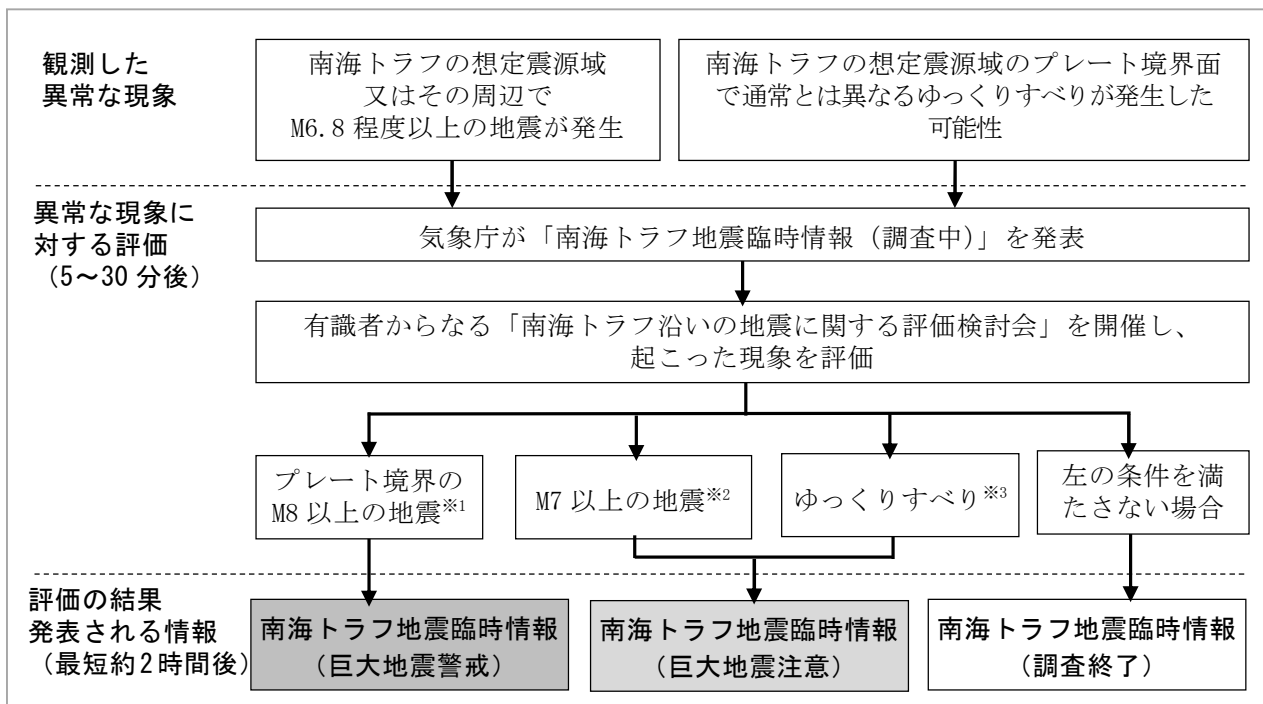 観測した
異常な現象
南海トラフの想定震源域
又はその周辺で
M6.8 程度以上の地震が発生
南海トラフの想定震源域のプレート境界面
で通常とは異なるゆっくりすべりが発生した
可能性
異常な現象に
対する評価
（5～30 分後）
気象庁が「南海トラフ地震臨時情報（調査中）」を発表
有識者からなる「南海トラフ沿いの地震に関する評価検討会」を開催し、
起こった現象を評価
プレート境界の
M8 以上の地震※1
M7 以上の地震※2
ゆっくりすべり※3
左の条件を満
たさない場合
評価の結果
発表される情報
（最短約２時間後）
南海トラフ地震臨時情報
（巨大地震警戒）
南海トラフ地震臨時情報
（巨大地震注意）
南海トラフ地震臨時情報
（調査終了）